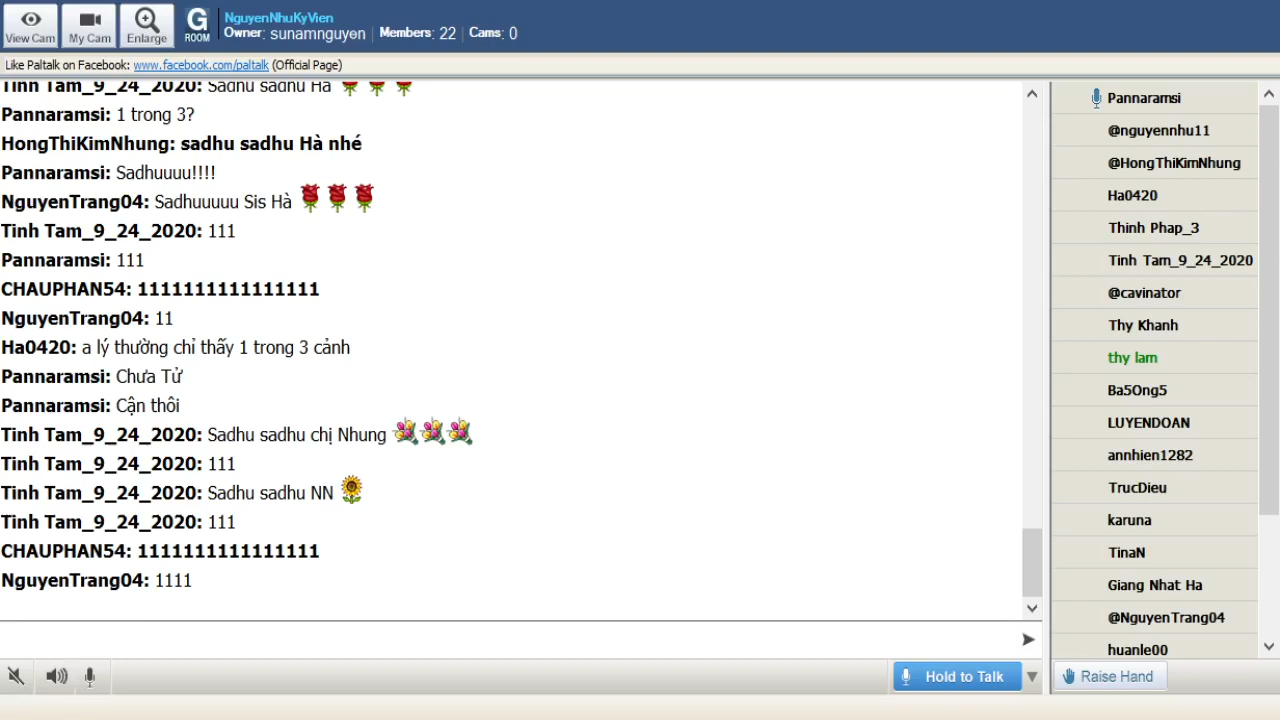 NguyenNhuKyVien
Owner: sunamnguyen | Members: 22 | Cams: 0
View Cam
My Cam
Enlarge
G ROOM
Like Paltalk on Facebook: www.facebook.com/paltalk (Official Page)
Tinh Tam_9_24_2020: Sadhu sadhu Hà
Pannaramsi: 1 trong 3?
HongThiKimNhung: sadhu sadhu Hà nhé
Pannaramsi: Sadhuuuu!!!!
NguyenTrang04: Sadhuuuuu Sis Hà
Tinh Tam_9_24_2020: 111
Pannaramsi: 111
CHAUPHAN54: 1111111111111111
NguyenTrang04: 11
Ha0420: a lý thường chỉ thấy 1 trong 3 cảnh
Pannaramsi: Chưa Tử
Pannaramsi: Cận thôi
Tinh Tam_9_24_2020: Sadhu sadhu chị Nhung
Tinh Tam_9_24_2020: 111
Tinh Tam_9_24_2020: Sadhu sadhu NN
Tinh Tam_9_24_2020: 111
CHAUPHAN54: 1111111111111111
NguyenTrang04: 1111
Hold to Talk
Pannaramsi
@nguyennhu11
@HongThiKimNhung
Ha0420
Thinh Phap_3
Tinh Tam_9_24_2020
@cavinator
Thy Khanh
thy lam
Ba5Ong5
LUYENDOAN
annhien1282
TrucDieu
karuna
TinaN
Giang Nhat Ha
@NguyenTrang04
huanle00
Raise Hand